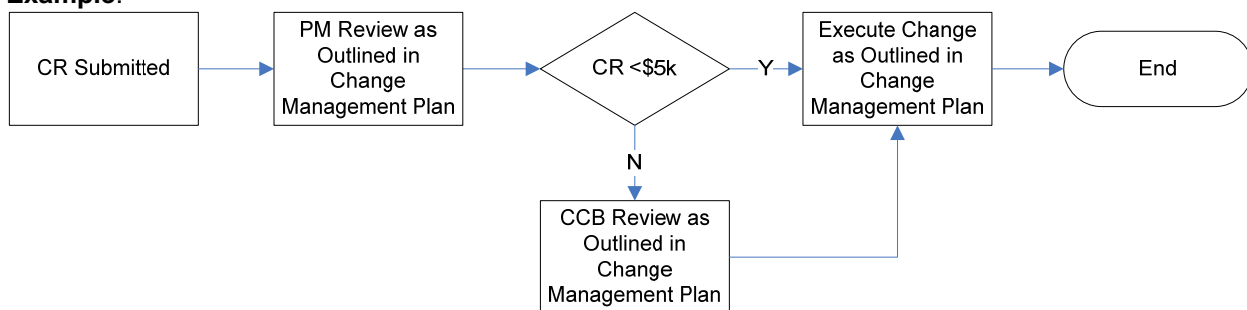 Example:
CR Submitted
PM Review as
Outlined in
Change
Management Plan
CR <$5k
Y
Execute Change
as Outlined in
Change
Management Plan
End
N
CCB Review as
Outlined in
Change
Management Plan